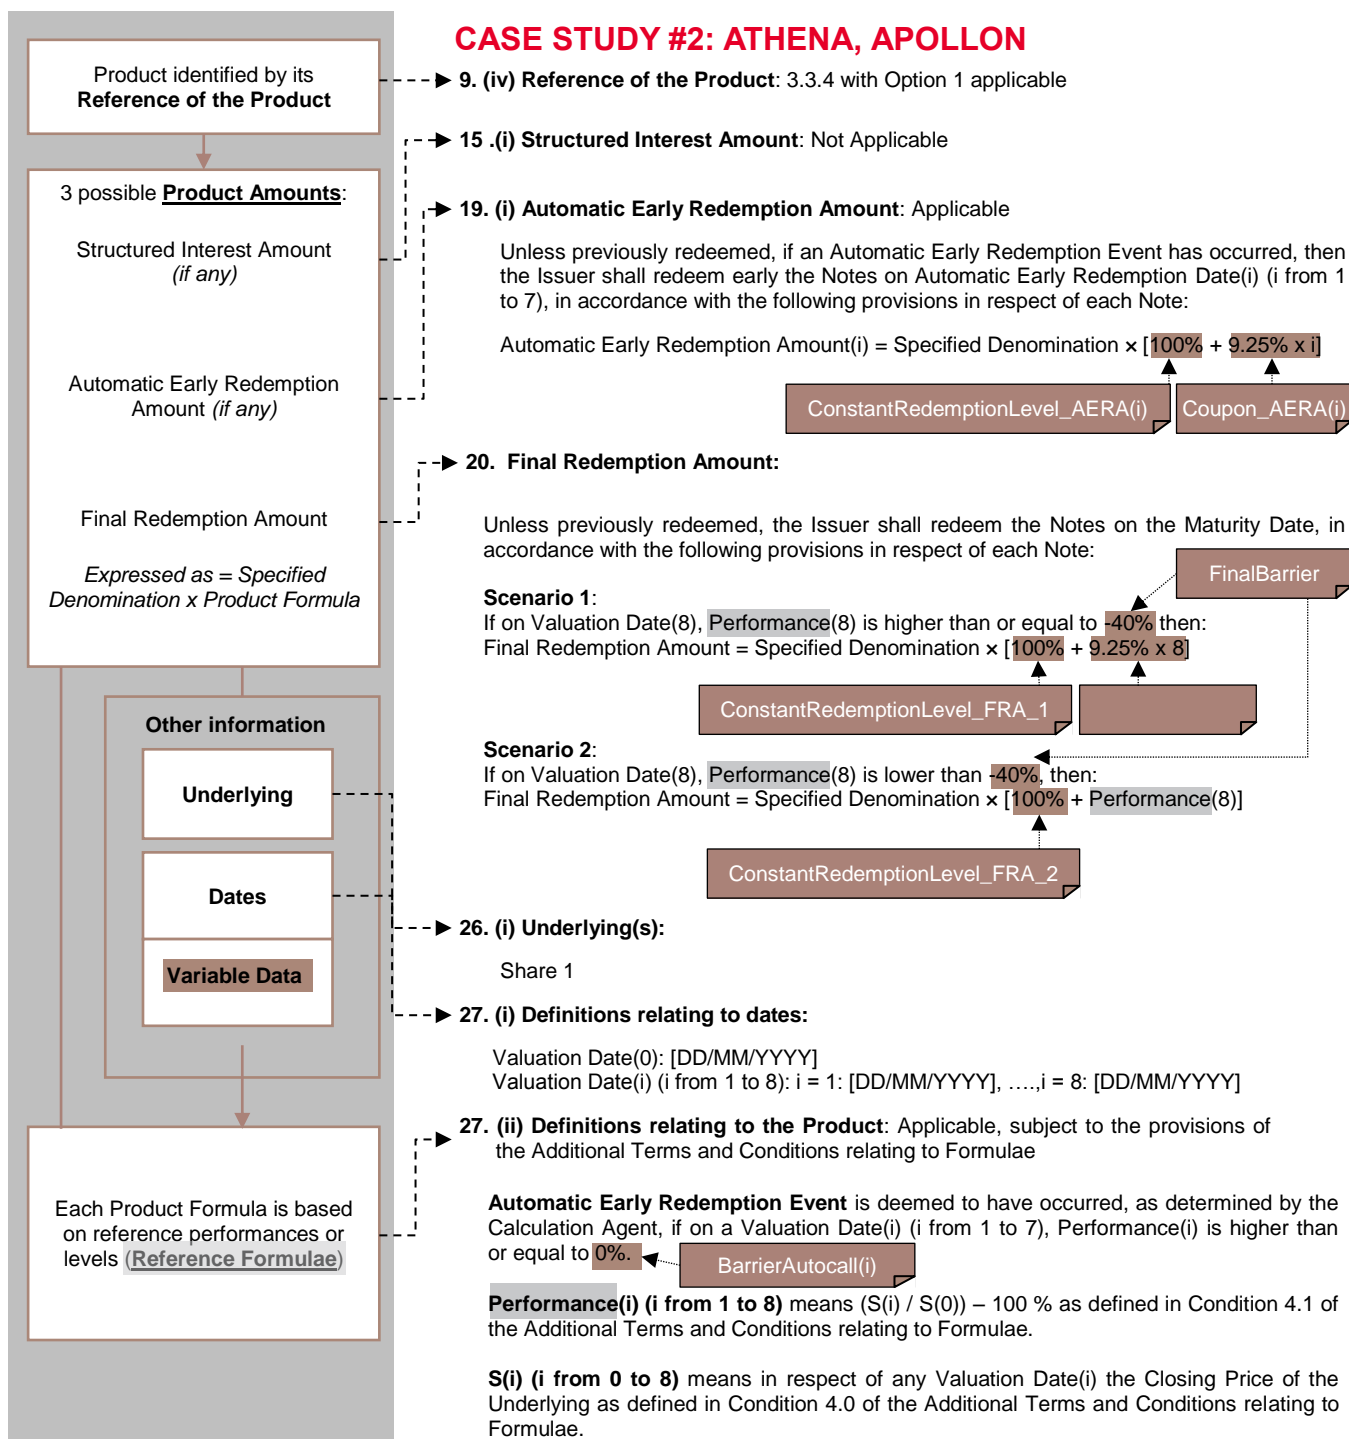 CASE STUDY #2: ATHENA, APOLLON
Product identified by its
Reference of the Product
9. (iv) Reference of the Product: 3.3.4 with Option 1 applicable
15 .(i) Structured Interest Amount: Not Applicable
3 possible Product Amounts:
Structured Interest Amount
(if any)
Automatic Early Redemption
Amount (if any)
Final Redemption Amount
Expressed as = Specified
Denomination x Product Formula
19. (i) Automatic Early Redemption Amount: Applicable
Unless previously redeemed, if an Automatic Early Redemption Event has occurred, then
the Issuer shall redeem early the Notes on Automatic Early Redemption Date(i) (i from 1
to 7), in accordance with the following provisions in respect of each Note:
Automatic Early Redemption Amount(i) = Specified Denomination × [100% + 9.25% x i]
ConstantRedemptionLevel_AERA(i)
Coupon_AERA(i)
20. Final Redemption Amount:
Unless previously redeemed, the Issuer shall redeem the Notes on the Maturity Date, in
accordance with the following provisions in respect of each Note:
FinalBarrier
Scenario 1:
If on Valuation Date(8), Performance(8) is higher than or equal to -40% then:
Final Redemption Amount = Specified Denomination × [100% + 9.25% x 8]
ConstantRedemptionLevel_FRA_1
Scenario 2:
If on Valuation Date(8), Performance(8) is lower than -40%, then:
Final Redemption Amount = Specified Denomination × [100% + Performance(8)]
ConstantRedemptionLevel_FRA_2
Other information
Underlying
Dates
Variable Data
26. (i) Underlying(s):
Share 1
27. (i) Definitions relating to dates:
Valuation Date(0): [DD/MM/YYYY]
Valuation Date(i) (i from 1 to 8): i = 1: [DD/MM/YYYY], ….,i = 8: [DD/MM/YYYY]
Each Product Formula is based
on reference performances or
levels (Reference Formulae)
27. (ii) Definitions relating to the Product: Applicable, subject to the provisions of
the Additional Terms and Conditions relating to Formulae
Automatic Early Redemption Event is deemed to have occurred, as determined by the
Calculation Agent, if on a Valuation Date(i) (i from 1 to 7), Performance(i) is higher than
or equal to 0%.
BarrierAutocall(i)
Performance(i) (i from 1 to 8) means (S(i) / S(0)) – 100 % as defined in Condition 4.1 of
the Additional Terms and Conditions relating to Formulae.
S(i) (i from 0 to 8) means in respect of any Valuation Date(i) the Closing Price of the
Underlying as defined in Condition 4.0 of the Additional Terms and Conditions relating to
Formulae.